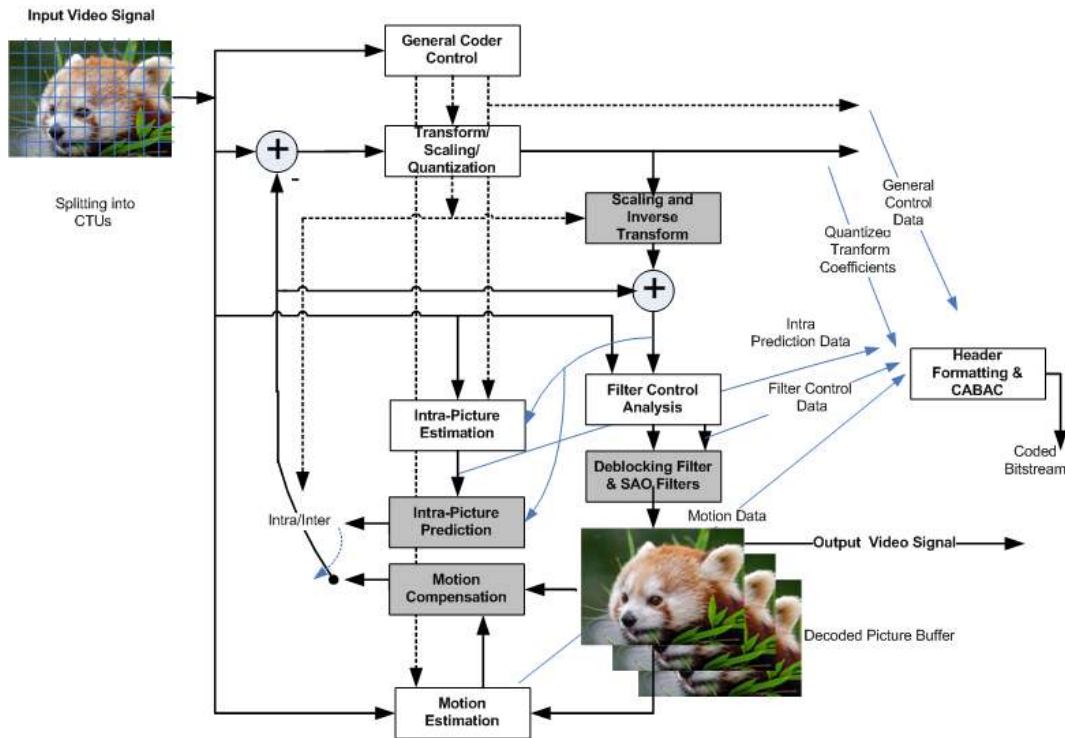 Input Video Signal
General Coder
Control
Transform/
Scaling/
Quantization
+
-
Splitting into
CTUs
General
Control
Data
Scaling and
Inverse
Transform
Quantized
Tranform
Coefficients
+
Intra
Prediction Data
Header
Formatting &
CABAC
Intra-Picture
Estimation
Filter Control
Analysis
Filter Control
Data
Coded
Bitstream
Deblocking Filter
& SAO Filters
Intra/Inter
Intra-Picture
Prediction
Motion Data
Output Video Signal
Motion
Compensation
Decoded Picture Buffer
Motion
Estimation